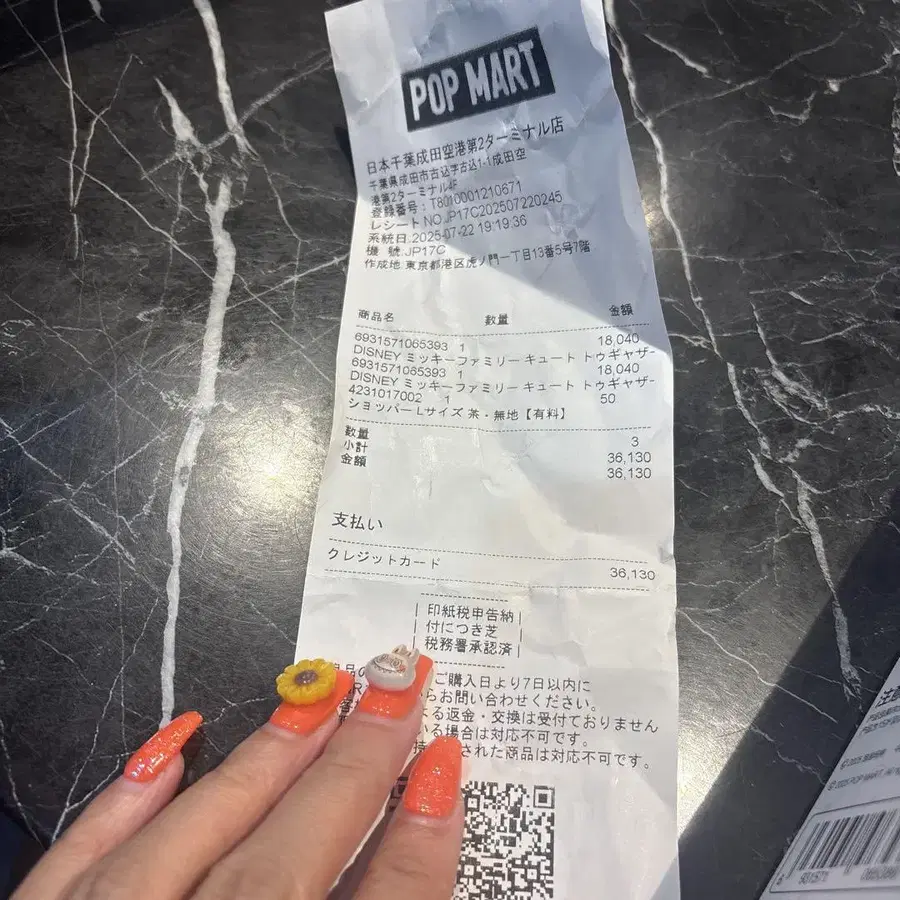 POP MART
日本千葉成田空港第2ターミナル店
千葉県成田市古込字古込1-1成田空
港第2ターミナル4F
登録番号：T8010001210671
レシートNO.JP17C202507220245
系統日.2025-07-22 19:19:36
機 號.JP17C
作成地.東京都港区虎ノ門一丁目13番5号7階
商品名 数量 金額
6931571065393 1 18,040
DISNEY ミッキーファミリー キュート トゥギャザー
6931571065393 1 18,040
DISNEY ミッキーファミリー キュート トゥギャザー
4231017002 1 50
ショッパー Lサイズ 茶・無地【有料】
数量 3
小計 36,130
金額 36,130
支払い
クレジットカード 36,130
印紙税申告納
付につき芝
税務署承認済
ご購入日より7日以内に
らお問い合わせください。
よる返金・交換は受けておりません
いる場合は対応不可です。
された商品は対応不可です。